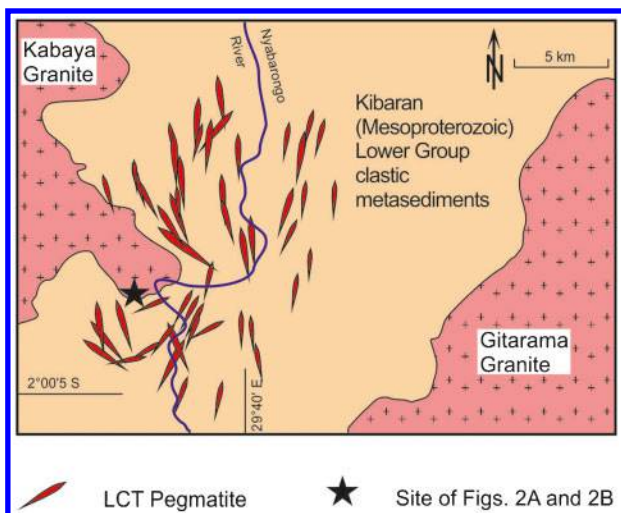 Kabaya
Granite
River
Nyabarongo
N
5 km
Kibaran
(Mesoproterozoic)
Lower Group
clastic
metasediments
Gitarama
Granite
2°00'5 S
29°40' E
LCT Pegmatite
Site of Figs. 2A and 2B